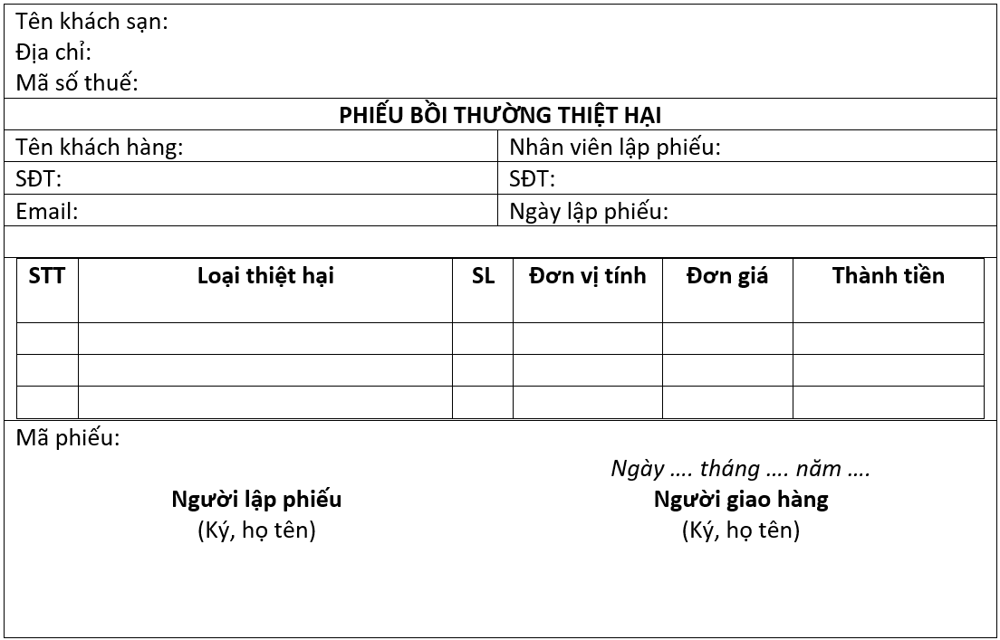 Tên khách sạn:
Địa chỉ:
Mã số thuế:
PHIẾU BỒI THƯỜNG THIỆT HẠI
Tên khách hàng: Nhân viên lập phiếu:
SĐT: SĐT:
Email: Ngày lập phiếu:
STT Loại thiệt hại SL Đơn vị tính Đơn giá Thành tiền
Mã phiếu:
Ngày .... tháng .... năm ....
Người lập phiếu Người giao hàng
(Ký, họ tên) (Ký, họ tên)